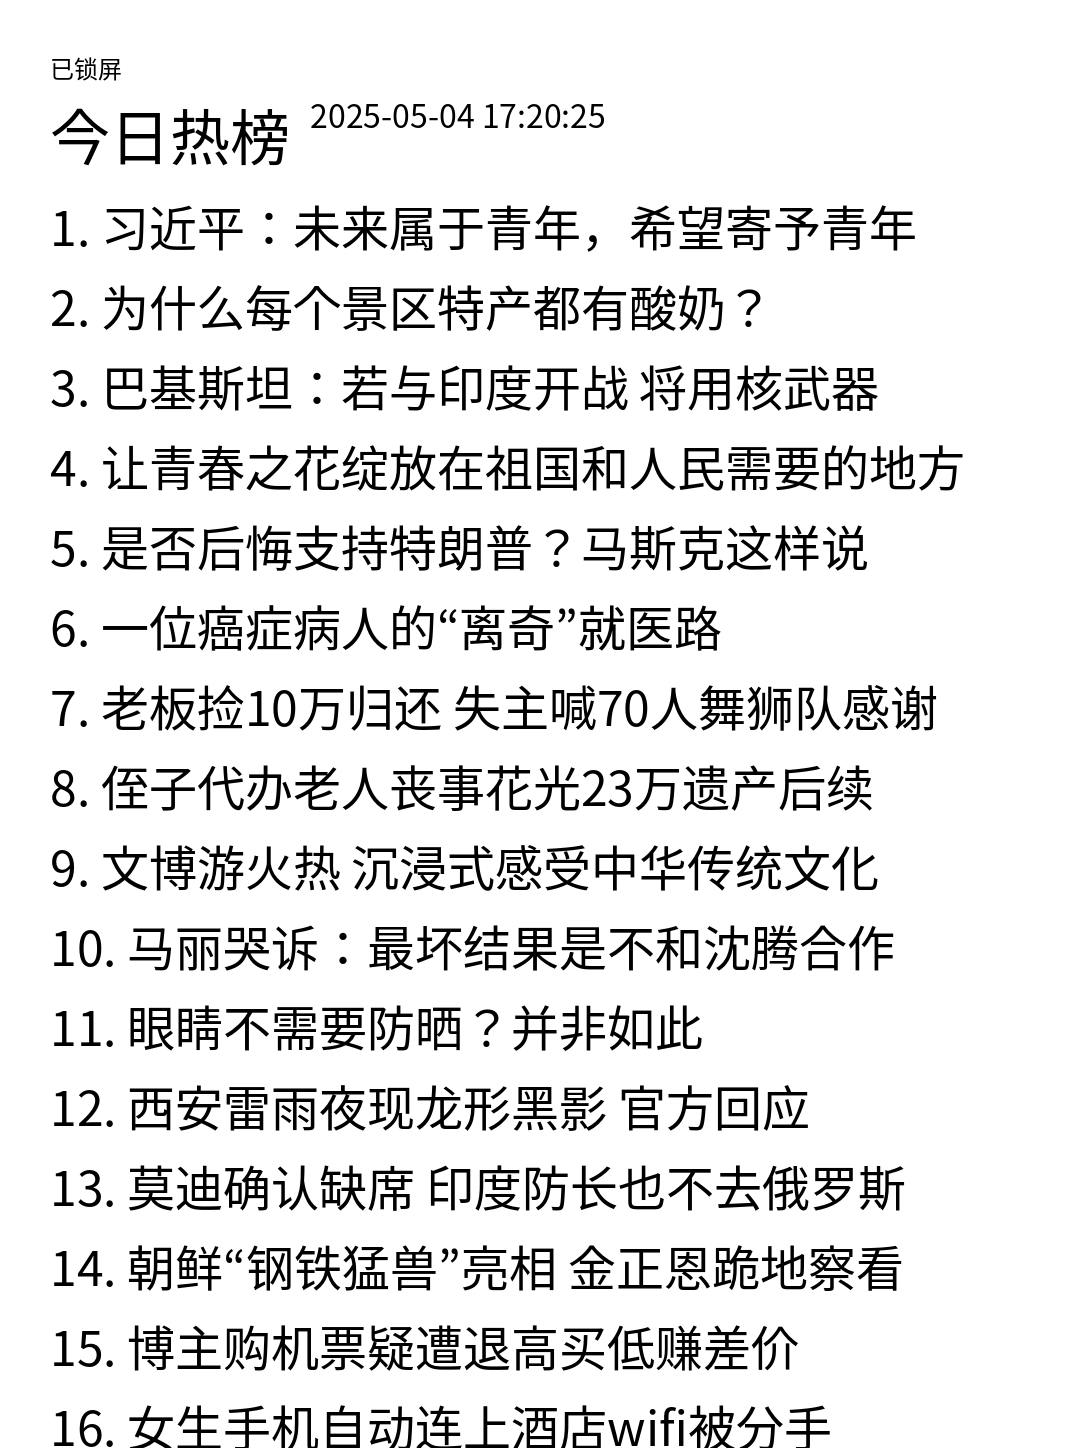 已锁屏
今日热榜 2025-05-04 17:20:25
1. 习近平：未来属于青年，希望寄予青年
2. 为什么每个景区特产都有酸奶？
3. 巴基斯坦：若与印度开战 将用核武器
4. 让青春之花绽放在祖国和人民需要的地方
5. 是否后悔支持特朗普？马斯克这样说
6. 一位癌症病人的“离奇”就医路
7. 老板捡10万归还 失主喊70人舞狮队感谢
8. 侄子代办老人丧事花光23万遗产后续
9. 文博游火热 沉浸式感受中华传统文化
10. 马丽哭诉：最坏结果是不和沈腾合作
11. 眼睛不需要防晒？并非如此
12. 西安雷雨夜现龙形黑影 官方回应
13. 莫迪确认缺席 印度防长也不去俄罗斯
14. 朝鲜“钢铁猛兽”亮相 金正恩跪地察看
15. 博主购机票疑遭退高买低赚差价
16. 女生手机自动连上酒店wifi被分手